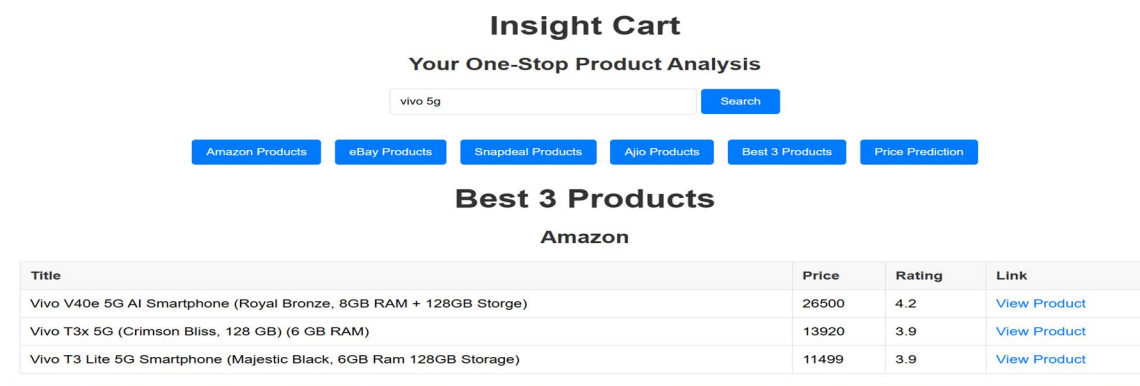 Insight Cart
Your One-Stop Product Analysis
vivo 5g Search
Amazon Products eBay Products Snapdeal Products Ajio Products Best 3 Products Price Prediction
Best 3 Products
Amazon
Title Price Rating Link
Vivo V40e 5G AI Smartphone (Royal Bronze, 8GB RAM + 128GB Storge) 26500 4.2 View Product
Vivo T3x 5G (Crimson Bliss, 128 GB) (6 GB RAM) 13920 3.9 View Product
Vivo T3 Lite 5G Smartphone (Majestic Black, 6GB Ram 128GB Storage) 11499 3.9 View Product